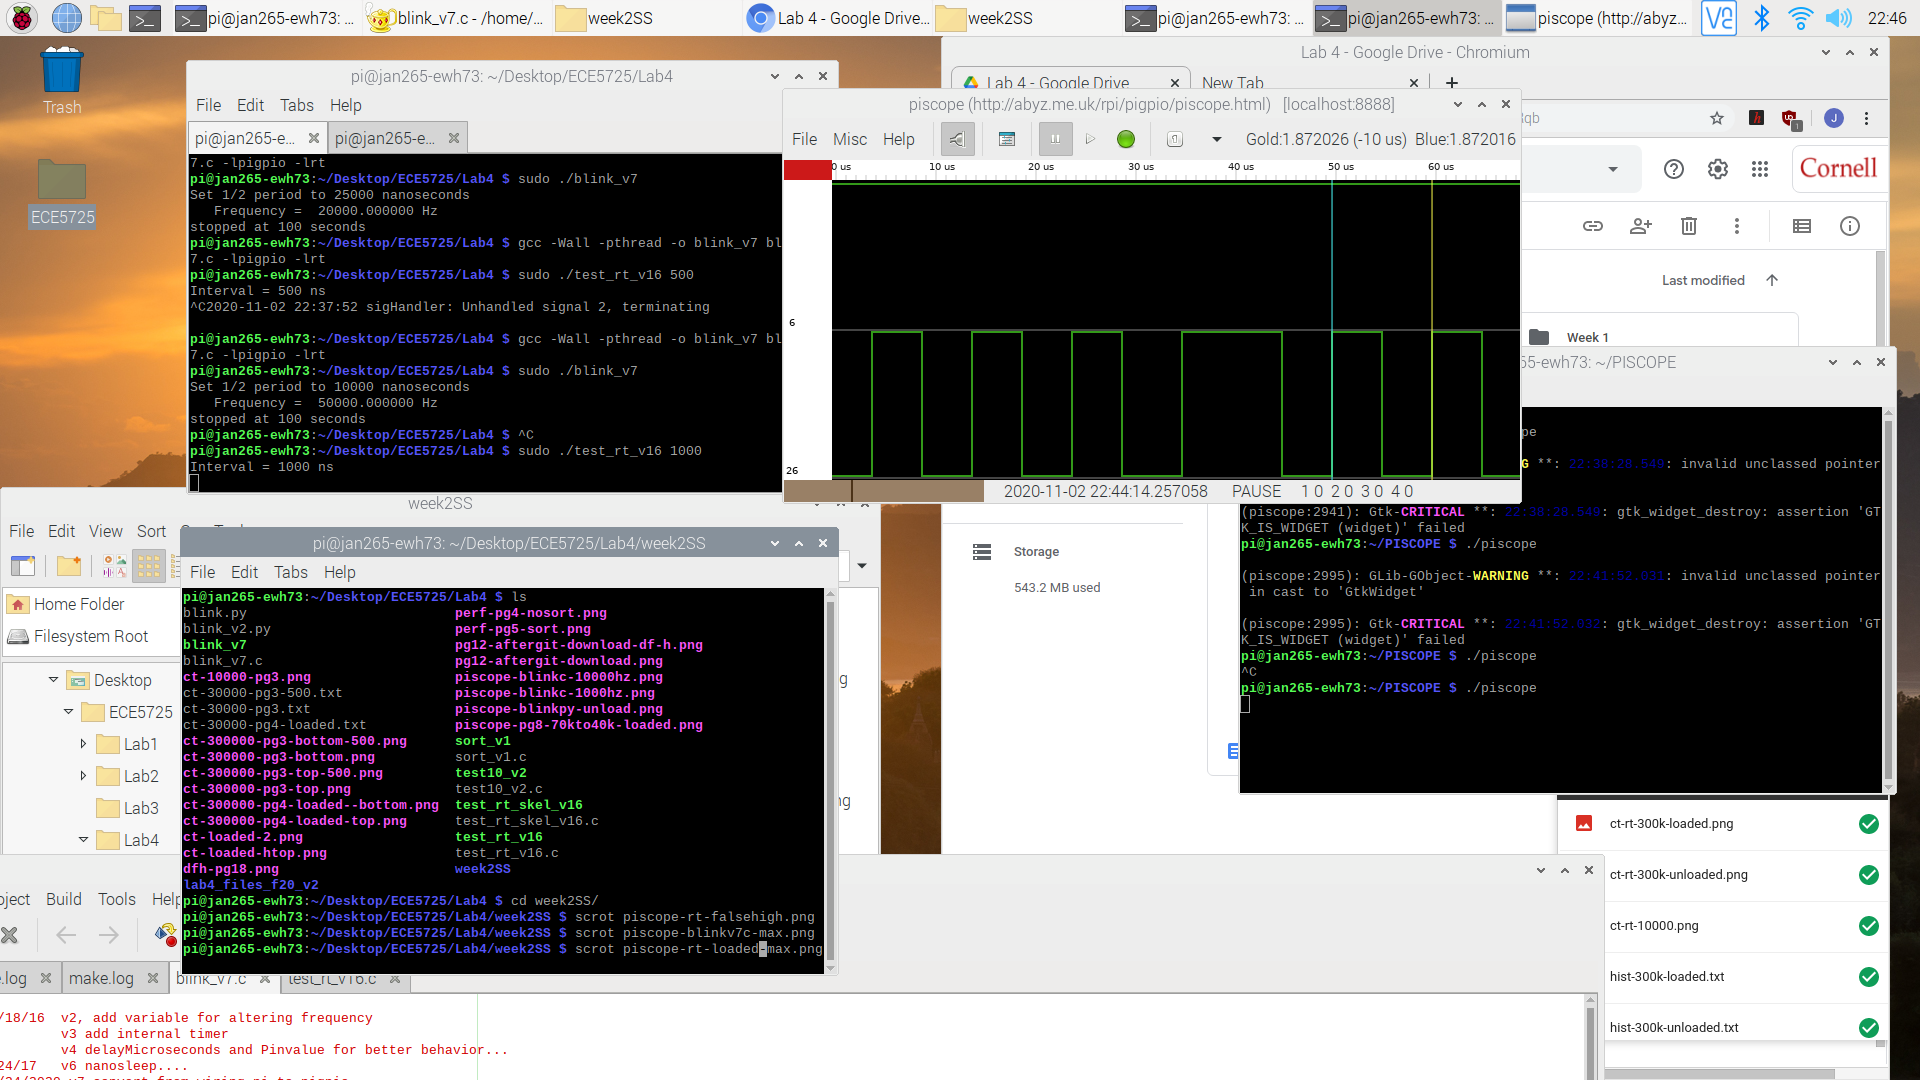 pi@jan265-ewh73: ...
blink_v7.c - /home/...
week2SS
Lab 4 - Google Drive...
week2SS
pi@jan265-ewh73: ...
pi@jan265-ewh73: ...
piscope (http://abyz...
22:46
Trash
ECE5725
pi@jan265-ewh73: ~/Desktop/ECE5725/Lab4
File Edit Tabs Help
pi@jan265-e...
pi@jan265-e...
7.c -lpigpio -lrt
pi@jan265-ewh73:~/Desktop/ECE5725/Lab4 $ sudo ./blink_v7
Set 1/2 period to 25000 nanoseconds
Frequency = 20000.000000 Hz
stopped at 100 seconds
pi@jan265-ewh73:~/Desktop/ECE5725/Lab4 $ gcc -Wall -pthread -o blink_v7 bl
7.c -lpigpio -lrt
pi@jan265-ewh73:~/Desktop/ECE5725/Lab4 $ sudo ./test_rt_v16 500
Interval = 500 ns
^C2020-11-02 22:37:52 sigHandler: Unhandled signal 2, terminating
pi@jan265-ewh73:~/Desktop/ECE5725/Lab4 $ gcc -Wall -pthread -o blink_v7 bl
7.c -lpigpio -lrt
pi@jan265-ewh73:~/Desktop/ECE5725/Lab4 $ sudo ./blink_v7
Set 1/2 period to 10000 nanoseconds
Frequency = 50000.000000 Hz
stopped at 100 seconds
pi@jan265-ewh73:~/Desktop/ECE5725/Lab4 $ ^C
pi@jan265-ewh73:~/Desktop/ECE5725/Lab4 $ sudo ./test_rt_v16 1000
Interval = 1000 ns
Lab 4 - Google Drive - Chromium
Lab 4 - Google Drive
New Tab
piscope (http://abyz.me.uk/rpi/pigpio/piscope.html) [localhost:8888]
File Misc Help
Gold:1.872026 (-10 us) Blue:1.872016
0 us 10 us 20 us 30 us 40 us 50 us 60 us
6
26
2020-11-02 22:44:14.257058 PAUSE 1 0 2 0 3 0 4 0
3qb
1
J
Cornell
Last modified
Week 1
65-ewh73: ~/PISCOPE
pe
G **: 22:38:28.549: invalid unclassed pointer
(piscope:2941): Gtk-CRITICAL **: 22:38:28.549: gtk_widget_destroy: assertion 'GT
K_IS_WIDGET (widget)' failed
pi@jan265-ewh73:~/PISCOPE $ ./piscope
(piscope:2995): GLib-GObject-WARNING **: 22:41:52.031: invalid unclassed pointer
in cast to 'GtkWidget'
(piscope:2995): Gtk-CRITICAL **: 22:41:52.032: gtk_widget_destroy: assertion 'GT
K_IS_WIDGET (widget)' failed
pi@jan265-ewh73:~/PISCOPE $ ./piscope
^C
pi@jan265-ewh73:~/PISCOPE $ ./piscope
Storage
543.2 MB used
ng
ng
ct-rt-300k-loaded.png
ct-rt-300k-unloaded.png
ct-rt-10000.png
hist-300k-loaded.txt
hist-300k-unloaded.txt
week2SS
File Edit View Sort
Home Folder
Filesystem Root
Desktop
ECE5725
Lab1
Lab2
Lab3
Lab4
pi@jan265-ewh73: ~/Desktop/ECE5725/Lab4/week2SS
File Edit Tabs Help
pi@jan265-ewh73:~/Desktop/ECE5725/Lab4 $ ls
blink.py perf-pg4-nosort.png
blink_v2.py perf-pg5-sort.png
blink_v7 pg12-aftergit-download-df-h.png
blink_v7.c pg12-aftergit-download.png
ct-10000-pg3.png piscope-blinkc-10000hz.png
ct-30000-pg3-500.txt piscope-blinkc-1000hz.png
ct-30000-pg3.txt piscope-blinkpy-unload.png
ct-30000-pg4-loaded.txt piscope-pg8-70kto40k-loaded.png
ct-300000-pg3-bottom-500.png sort_v1
ct-300000-pg3-bottom.png sort_v1.c
ct-300000-pg3-top-500.png test10_v2
ct-300000-pg3-top.png test10_v2.c
ct-300000-pg4-loaded--bottom.png test_rt_skel_v16
ct-300000-pg4-loaded-top.png test_rt_skel_v16.c
ct-loaded-2.png test_rt_v16
ct-loaded-htop.png test_rt_v16.c
dfh-pg18.png week2SS
lab4_files_f20_v2
pi@jan265-ewh73:~/Desktop/ECE5725/Lab4 $ cd week2SS/
pi@jan265-ewh73:~/Desktop/ECE5725/Lab4/week2SS $ scrot piscope-rt-falsehigh.png
pi@jan265-ewh73:~/Desktop/ECE5725/Lab4/week2SS $ scrot piscope-blinkv7c-max.png
pi@jan265-ewh73:~/Desktop/ECE5725/Lab4/week2SS $ scrot piscope-rt-loaded-max.png
oject Build Tools Help
e.log
make.log
blink_v7.c
test_rt_v16.c
/18/16 v2, add variable for altering frequency
v3 add internal timer
v4 delayMicroseconds and Pinvalue for better behavior...
24/17 v6 nanosleep....